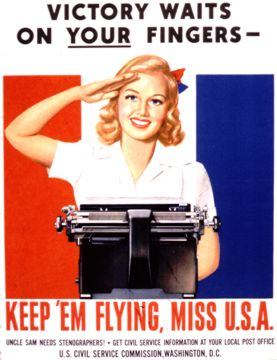 VICTORY WAITS
ON YOUR FINGERS—
KEEP 'EM FLYING, MISS U.S.A.
UNCLE SAM NEEDS STENOGRAPHERS! • GET CIVIL SERVICE INFORMATION AT YOUR LOCAL POST OFFICE
U.S. CIVIL SERVICE COMMISSION, WASHINGTON, D.C.